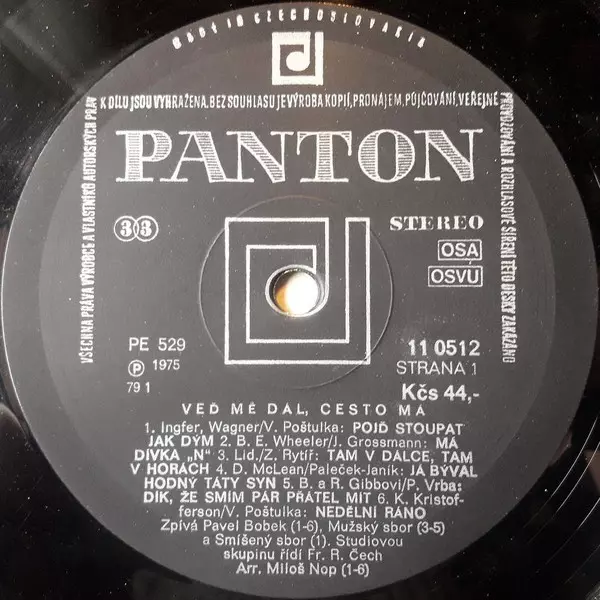 MADE IN CZECHOSLOVAKIA
VŠECHNA PRÁVA VÝROBCE A VLASTNÍKŮ AUTORSKÝCH PRÁV K DÍLU JSOU VYHRAŽENA. BEZ SOUHLASU JE VÝROBA KOPIÍ, PRONÁJEM, PŮJČOVÁNÍ, VEŘEJNÉ PROVOZOVÁNÍ A ROZHLASOVÉ ŠÍŘENÍ TÉTO DESKY ZAKÁZÁNO
PANTON
33
STEREO
OSA
OSVU
PE 529
Ⓟ 1975
79 1
11 0512
STRANA 1
Kčs 44,-
VEĎ MĚ DÁL, CESTO MÁ
1. Ingfer, Wagner/V. Poštulka: POJĎ STOUPAT
JAK DÝM 2. B. E. Wheeler/J. Grossmann: MÁ
DÍVKA „N" 3. Lid./Z. Rytíř: TAM V DÁLCE, TAM
V HORÁCH 4. D. McLean/Paleček-Janík: JÁ BÝVAL
HODNÝ TÁTY SYN 5. B. a R. Gibbovi/P. Vrba:
DÍK, ŽE SMÍM PÁR PŘÁTEL MÍT 6. K. Kristof-
ferson/V. Poštulka: NEDĚLNÍ RÁNO
Zpívá Pavel Bobek (1-6), Mužský sbor (3-5)
a Smíšený sbor (1). Studiovou
skupinu řídí Fr. R. Čech
Arr. Miloš Nop (1-6)